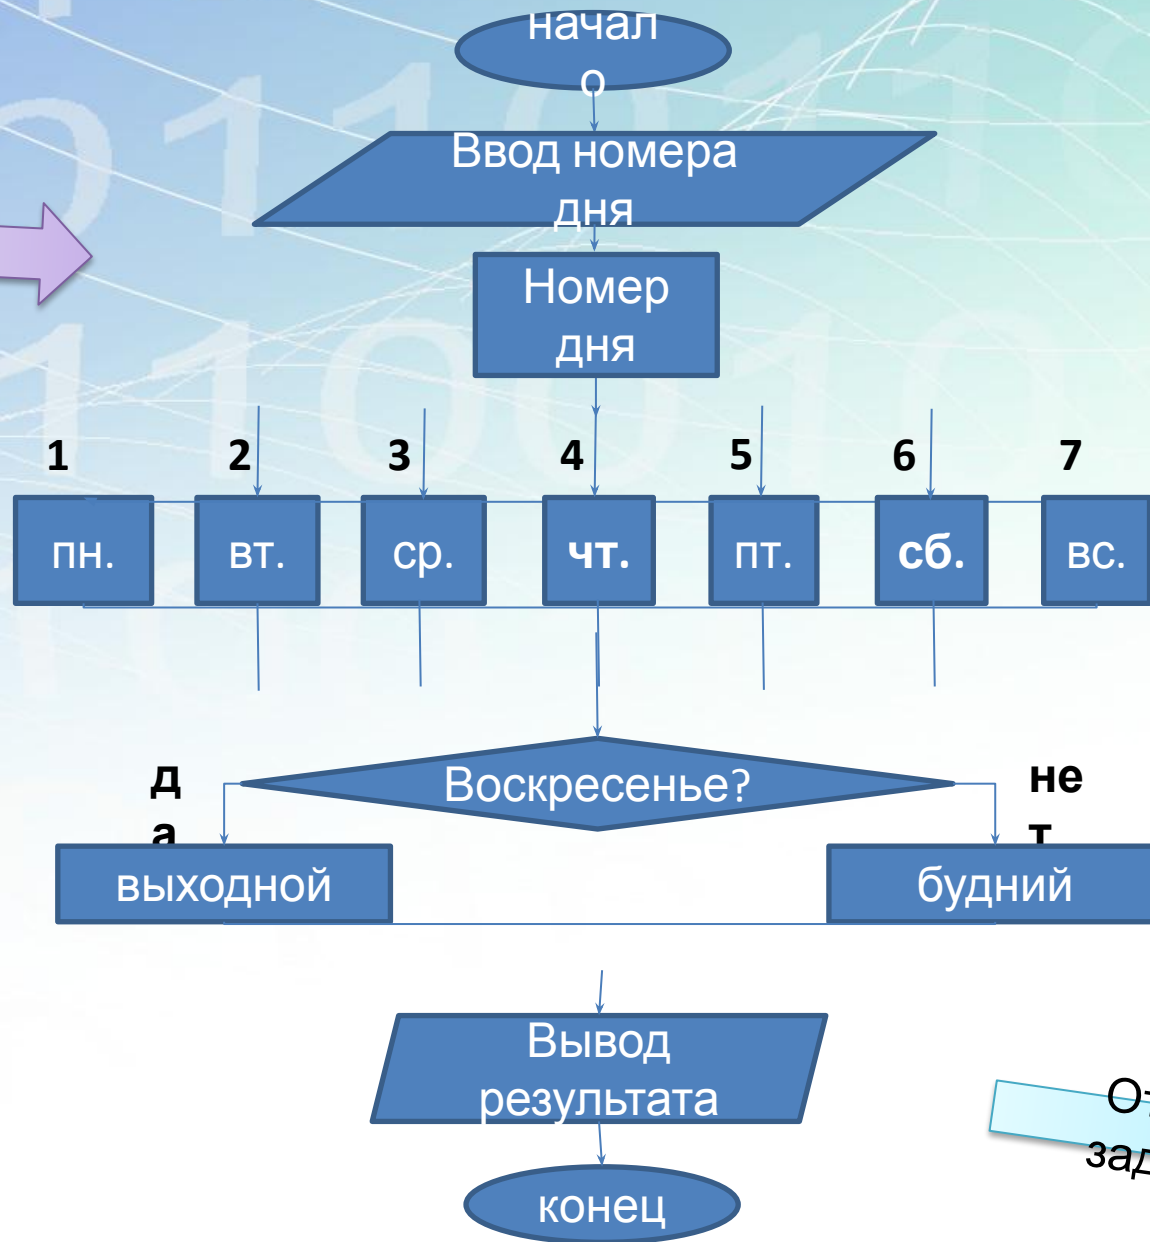 начал
о
Ввод номера
дня
Номер
дня
1 2 3 4 5 6 7
пн. вт. ср. чт. пт. сб. вс.
Воскресенье?
д
а
не
т
выходной
будний
Вывод
результата
конец